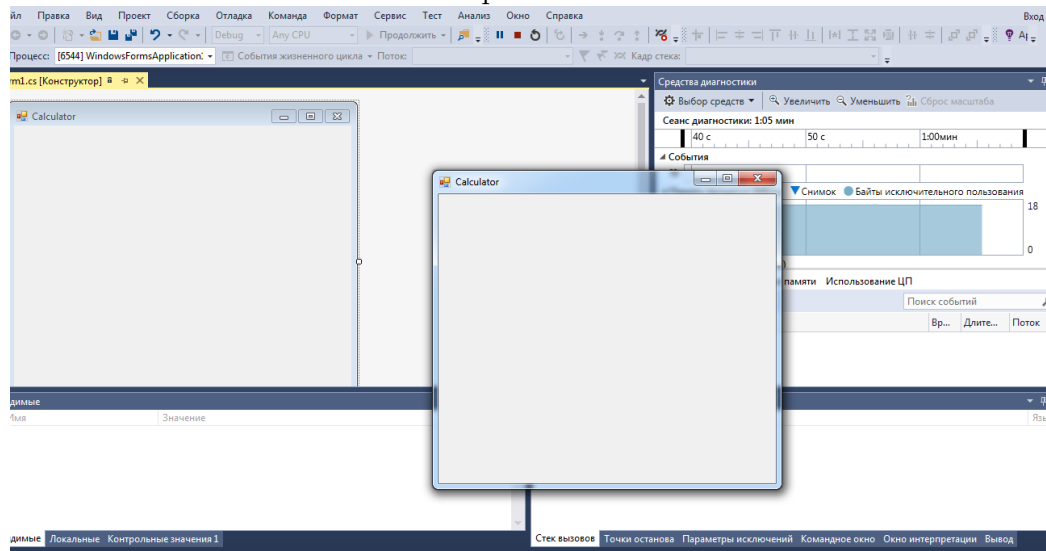 йл Правка Вид Проект Сборка Отладка Команда Формат Сервис Тест Анализ Окно Справка Вход
Debug Any CPU Продолжить
Процесс: [6544] WindowsFormsApplication: События жизненного цикла Поток: Кадр стека:
rm1.cs [Конструктор]
Средства диагностики
Выбор средств Увеличить Уменьшить Сброс масштаба
Calculator
Сеанс диагностики: 1:05 мин
40 с 50 с 1:00мин
События
Calculator
Снимок Байты исключительного пользования
18
0
памяти Использование ЦП
Поиск событий
Вр... Длите... Поток
димые
Имя Значение Язы
димые Локальные Контрольные значения 1
Стек вызовов Точки останова Параметры исключений Командное окно Окно интерпретации Вывод